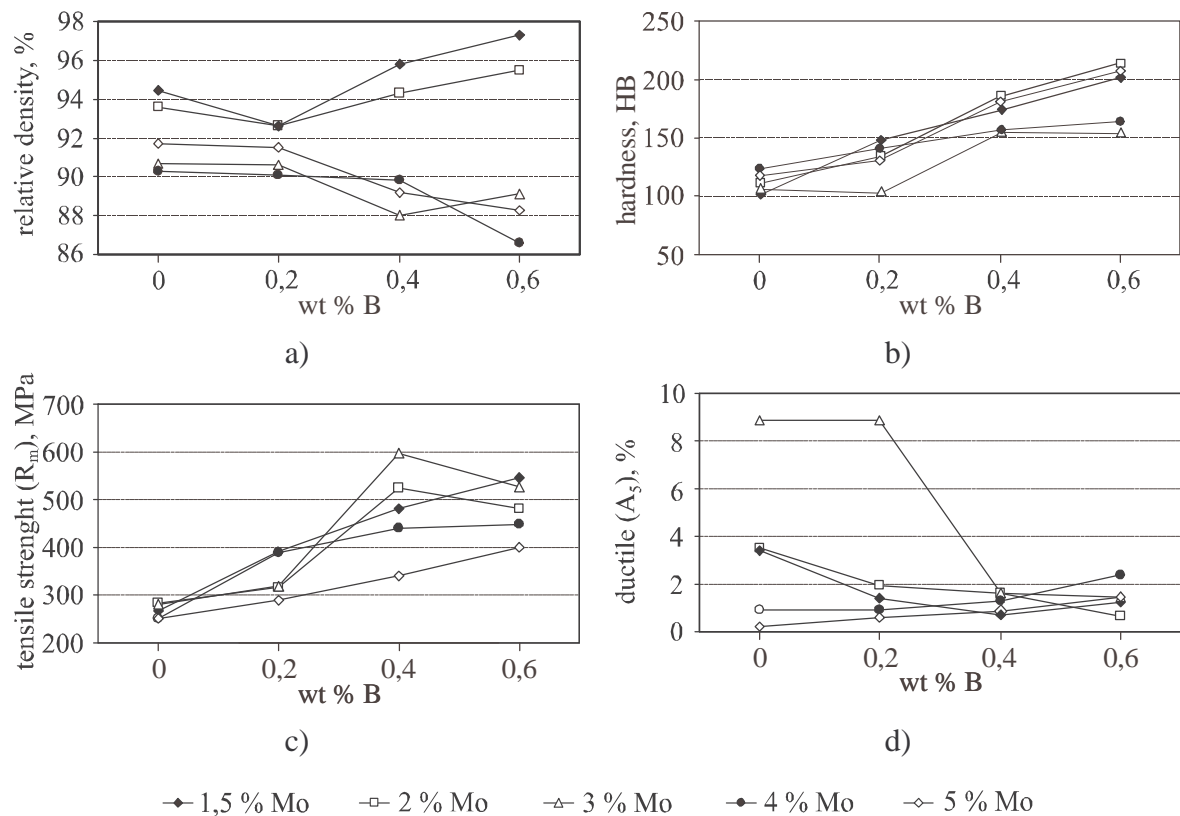 98
96
94
92
90
88
86
relative density, %
0 0,2 0,4 0,6
wt % B
a)
250
200
150
100
50
hardness, HB
0 0,2 0,4 0,6
wt % B
b)
700
600
500
400
300
200
tensile strenght (Rm), MPa
0 0,2 0,4 0,6
wt % B
c)
10
8
6
4
2
0
ductile (A5), %
0 0,2 0,4 0,6
wt % B
d)
1,5 % Mo 2 % Mo 3 % Mo 4 % Mo 5 % Mo